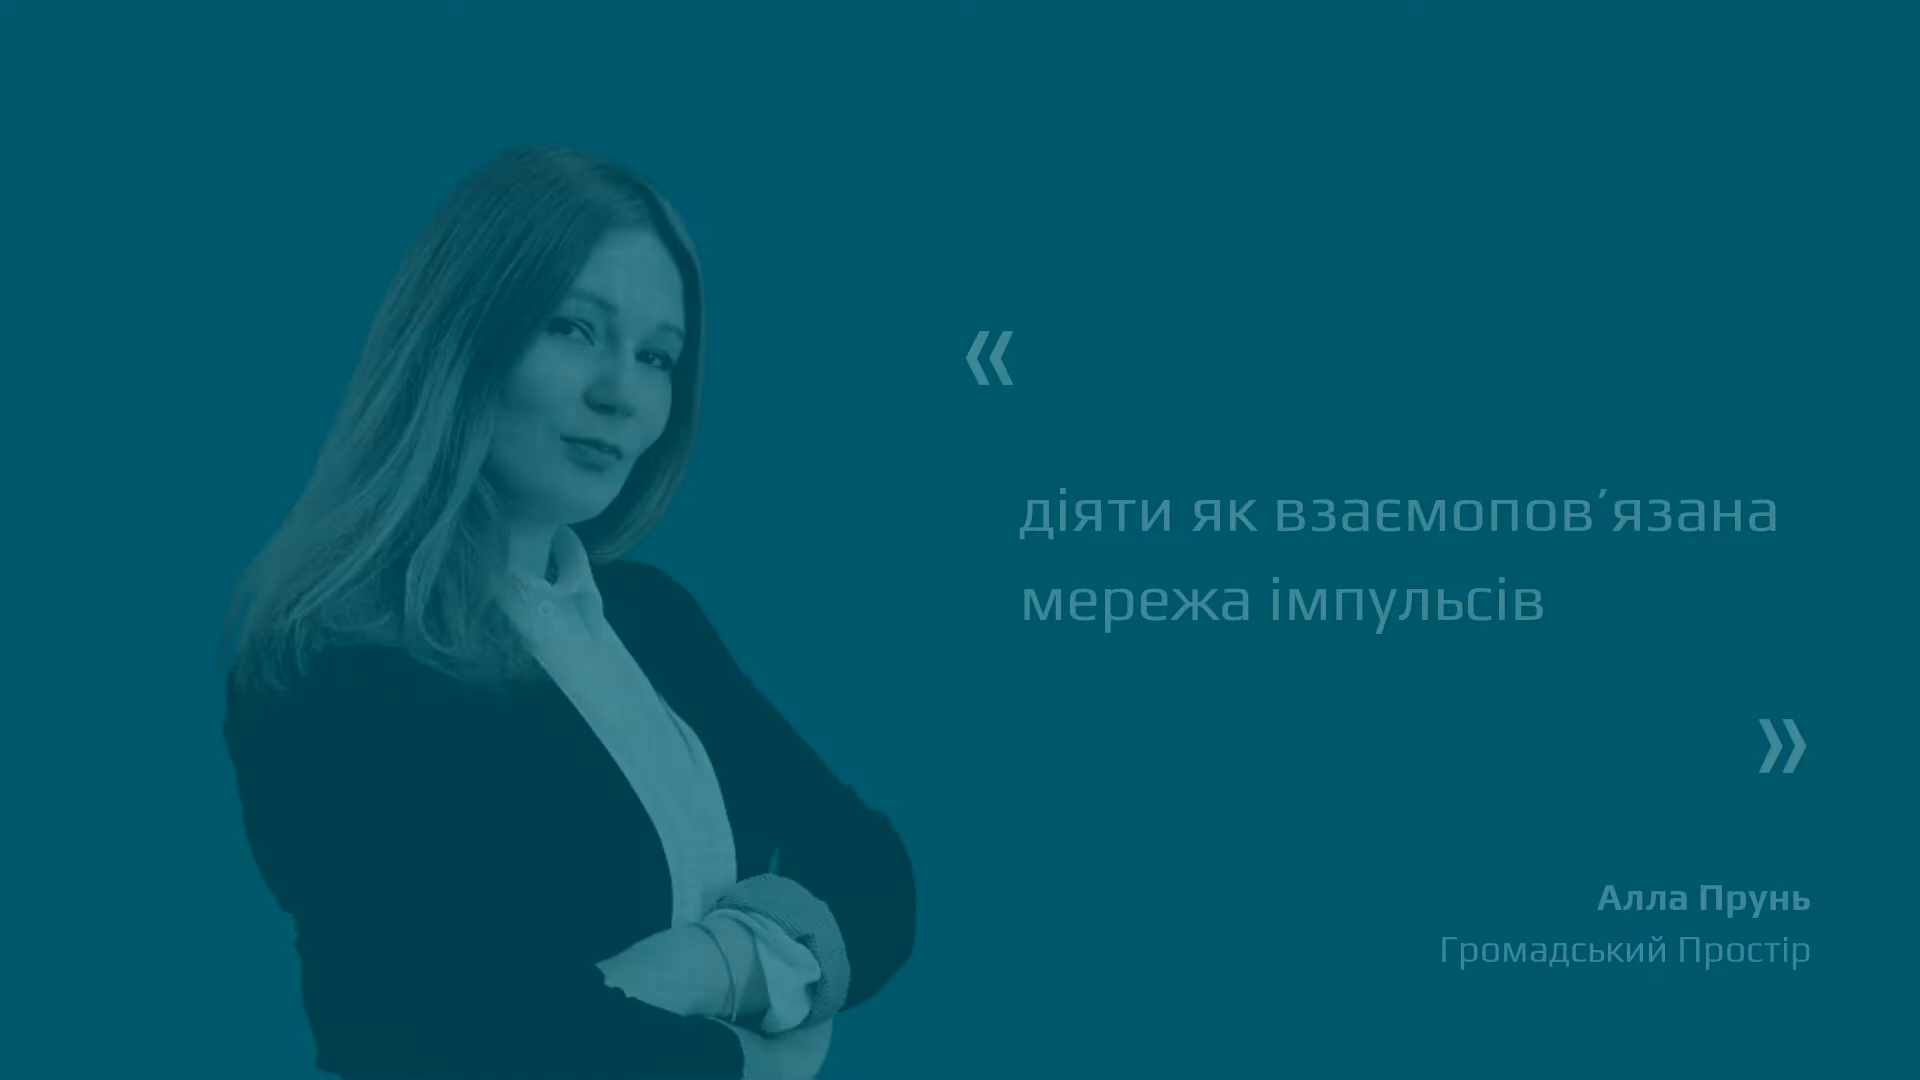 «
діяти як взаємопов’язана
мережа імпульсів
»
Алла Прунь
Громадський Простір